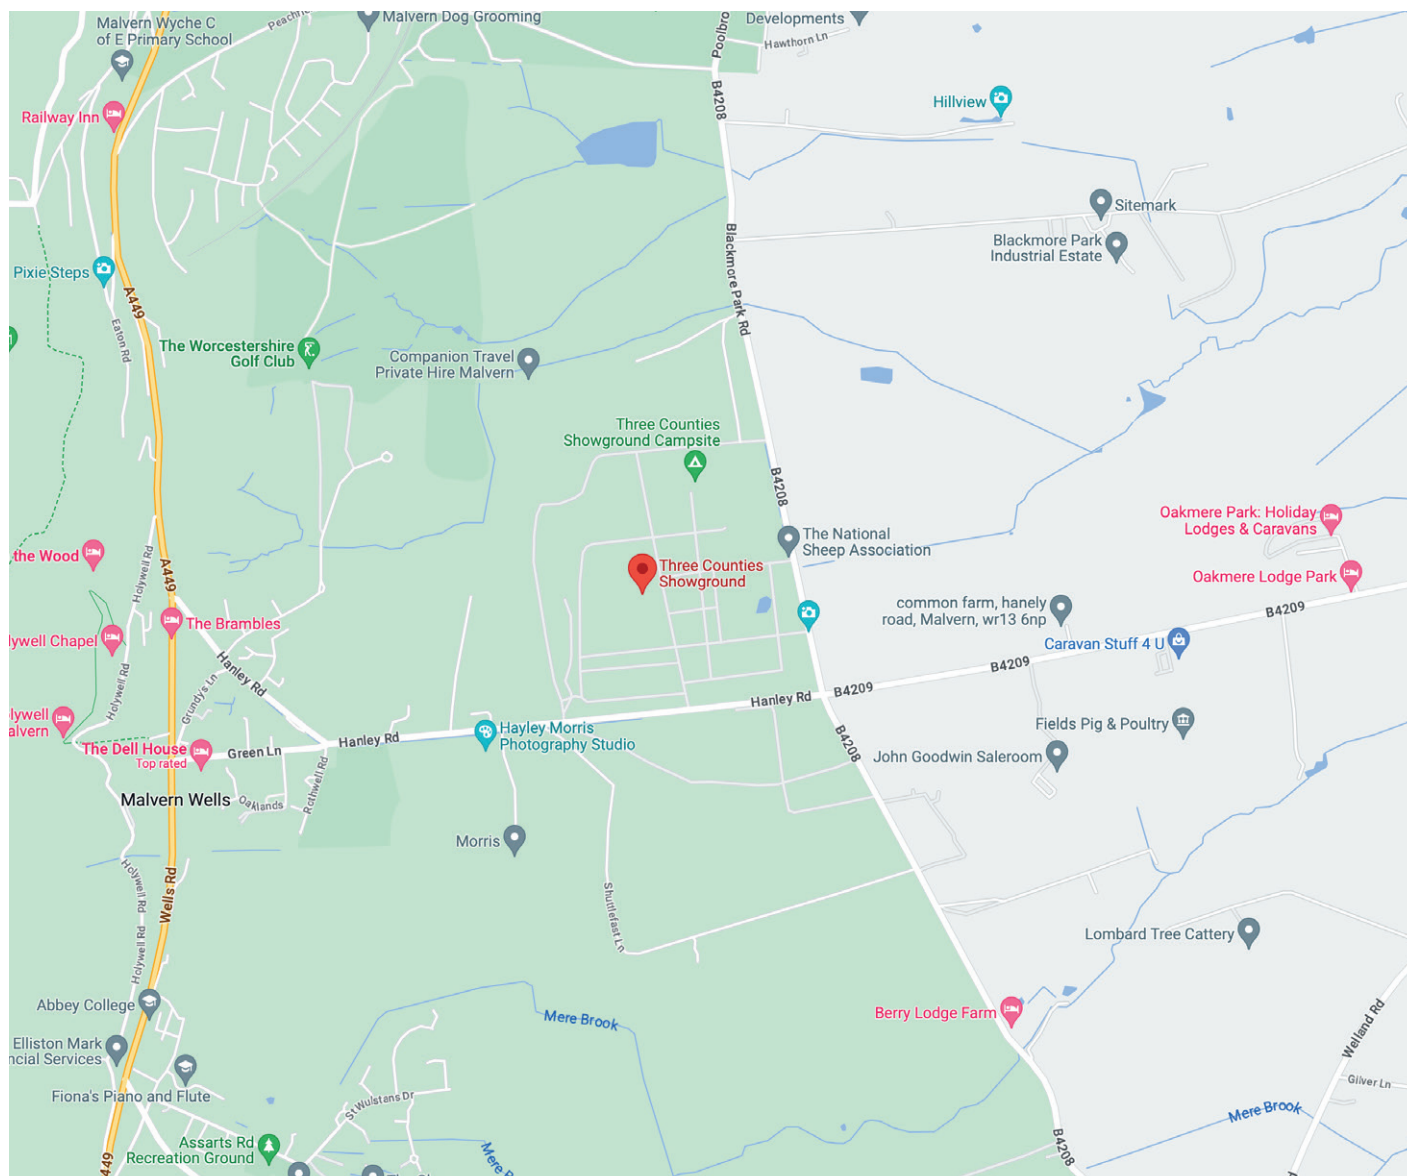 Malvern Wyche C
of E Primary School
Peachfi
Malvern Dog Grooming
Developments
Hawthorn Ln
Poolbro
B4208
Railway Inn
Hillview
Sitemark
Blackmore Park
Industrial Estate
Blackmore Park Rd
Pixie Steps
A449
Eaton Rd
The Worcestershire
Golf Club
Companion Travel
Private Hire Malvern
Three Counties
Showground Campsite
B4208
Oakmere Park: Holiday
Lodges & Caravans
The National
Sheep Association
the Wood
Holywell Rd
A449
Three Counties
Showground
Oakmere Lodge Park
common farm, hanely
road, Malvern, wr13 6np
B4209
The Brambles
lywell Chapel
Caravan Stuff 4 U
B4209
Hanley Rd
Holywell Rd
Grundy's Ln
Hanley Rd
B4209
olywell
alvern
Hayley Morris
Photography Studio
Fields Pig & Poultry
The Dell House
Top rated
Green Ln
Hanley Rd
B4208
John Goodwin Saleroom
Rothwell Rd
Malvern Wells
Oaklands
Morris
Holywell Rd
Wells Rd
Shuttlefast Ln
Lombard Tree Cattery
Holywell Rd
Abbey College
Mere Brook
Berry Lodge Farm
Welland Rd
Elliston Mark
ncial Services
Gilver Ln
Fiona's Piano and Flute
St Wulstans Dr
Mere Brook
Assarts Rd
Recreation Ground
A449
Mere B
B4208